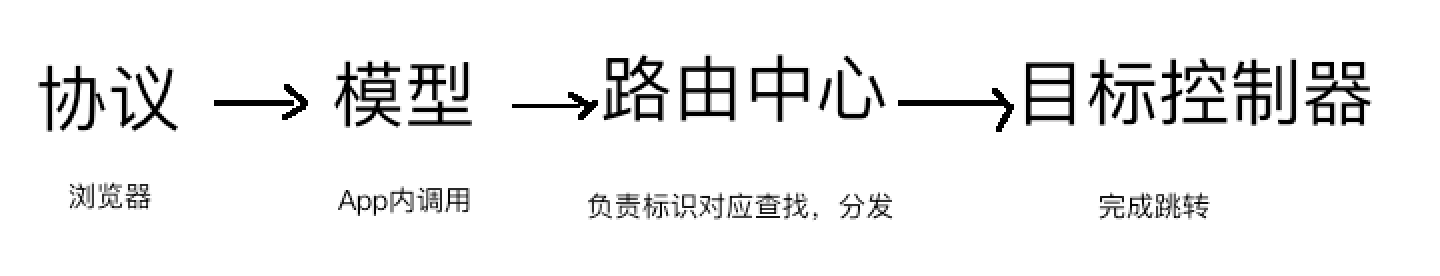 协议 → 模型 → 路由中心 → 目标控制器
浏览器 App内调用 负责标识对应查找，分发 完成跳转